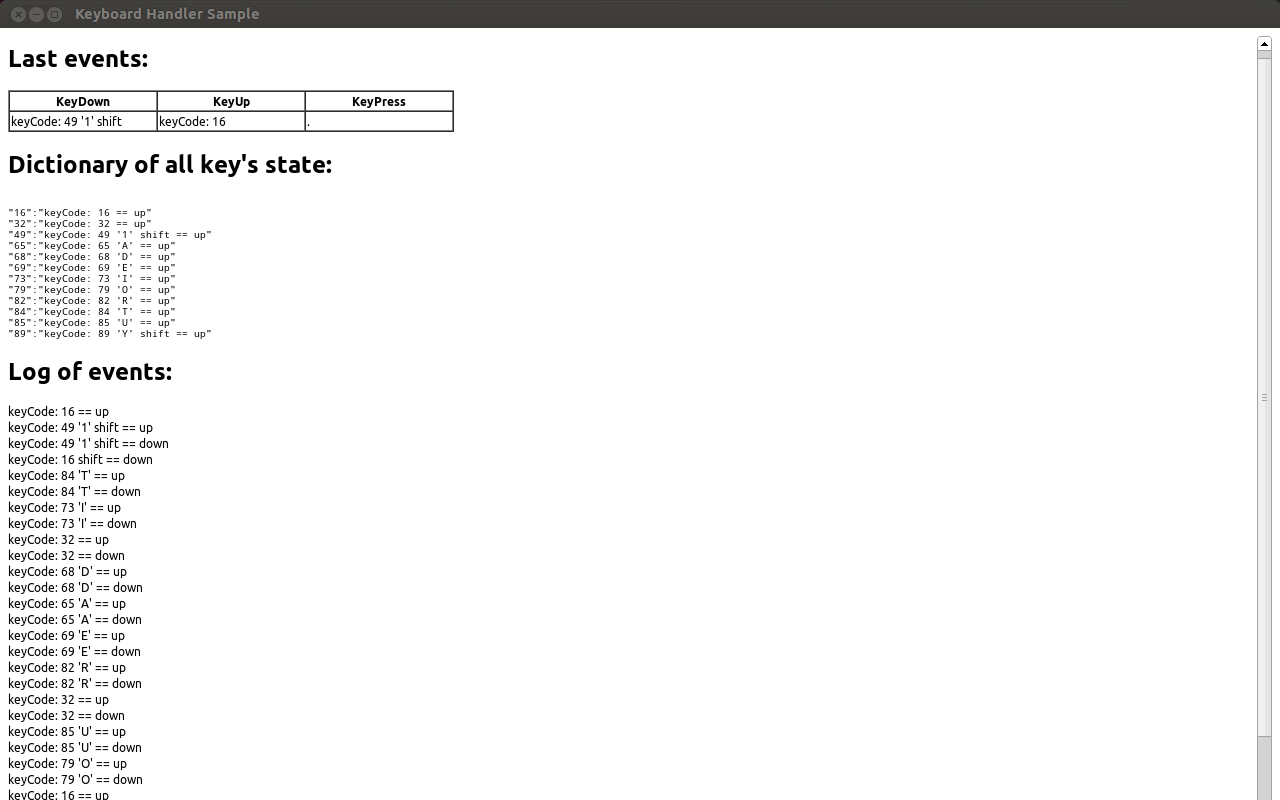 Keyboard Handler Sample
Last events:
KeyDown KeyUp KeyPress
keyCode: 49 '1' shift keyCode: 16 .
Dictionary of all key's state:
"16":"keyCode: 16 == up"
"32":"keyCode: 32 == up"
"49":"keyCode: 49 '1' shift == up"
"65":"keyCode: 65 'A' == up"
"68":"keyCode: 68 'D' == up"
"69":"keyCode: 69 'E' == up"
"73":"keyCode: 73 'I' == up"
"79":"keyCode: 79 'O' == up"
"82":"keyCode: 82 'R' == up"
"84":"keyCode: 84 'T' == up"
"85":"keyCode: 85 'U' == up"
"89":"keyCode: 89 'Y' shift == up"
Log of events:
keyCode: 16 == up
keyCode: 49 '1' shift == up
keyCode: 49 '1' shift == down
keyCode: 16 shift == down
keyCode: 84 'T' == up
keyCode: 84 'T' == down
keyCode: 73 'I' == up
keyCode: 73 'I' == down
keyCode: 32 == up
keyCode: 32 == down
keyCode: 68 'D' == up
keyCode: 68 'D' == down
keyCode: 65 'A' == up
keyCode: 65 'A' == down
keyCode: 69 'E' == up
keyCode: 69 'E' == down
keyCode: 82 'R' == up
keyCode: 82 'R' == down
keyCode: 32 == up
keyCode: 32 == down
keyCode: 85 'U' == up
keyCode: 85 'U' == down
keyCode: 79 'O' == up
keyCode: 79 'O' == down
keyCode: 16 == up